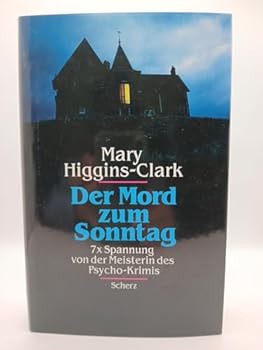 Mary
Higgins-Clark
Der Mord
zum
Sonntag
7x Spannung
von der Meisterin des
Psycho-Krimis
Scherz